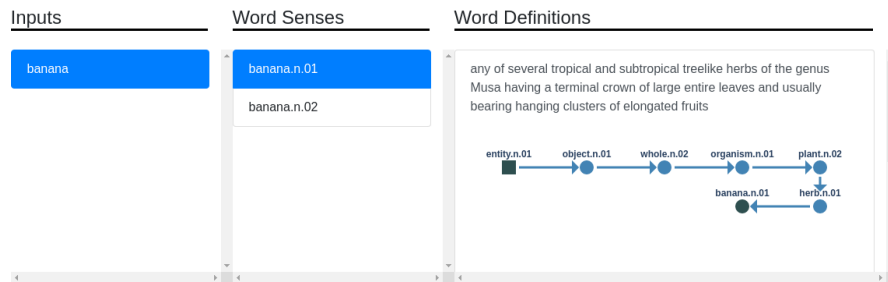 Inputs
Word Senses
Word Definitions
banana
banana.n.01
banana.n.02
any of several tropical and subtropical treelike herbs of the genus
Musa having a terminal crown of large entire leaves and usually
bearing hanging clusters of elongated fruits
entity.n.01 object.n.01 whole.n.02 organism.n.01 plant.n.02
banana.n.01 herb.n.01